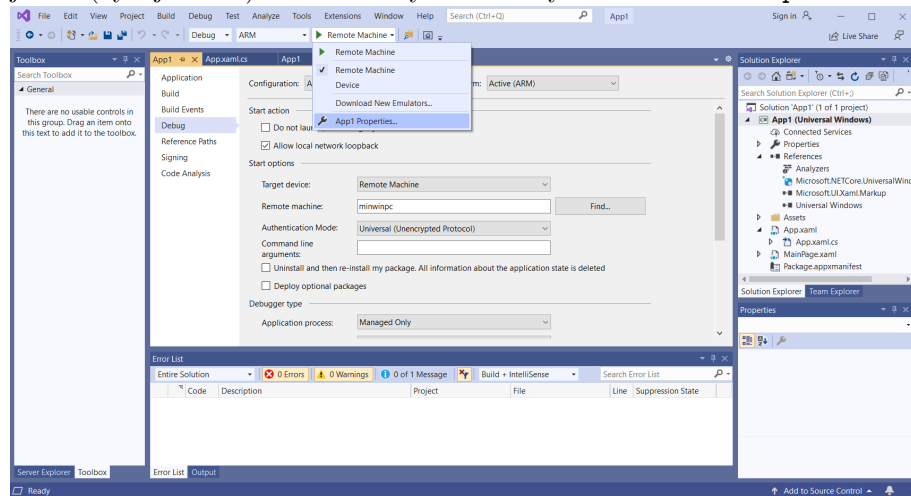 File Edit View Project Build Debug Test Analyze Tools Extensions Window Help Search (Ctrl+Q) App1 Sign in
Debug ARM Remote Machine Live Share
Remote Machine
Remote Machine
Device
Download New Emulators...
App1 Properties...
Toolbox
Search Toolbox
General
There are no usable controls in
this group. Drag an item onto
this text to add it to the toolbox.
Server Explorer Toolbox
App1 App.xaml.cs App1
Application
Build
Build Events
Debug
Reference Paths
Signing
Code Analysis
Configuration: Active (ARM)
Start action
Do not
Allow local network loopback
Start options
Target device: Remote Machine
Remote machine: minwinpc Find...
Authentication Mode: Universal (Unencrypted Protocol)
Command line
arguments:
Uninstall and then re-install my package. All information about the application state is deleted
Deploy optional packages
Debugger type
Application process: Managed Only
Error List
Entire Solution 0 Errors 0 Warnings 0 of 1 Message Build + IntelliSense Search Error List
Code Description Project File Line Suppression State
Error List Output
Solution Explorer
Search Solution Explorer (Ctrl+;)
Solution 'App1' (1 of 1 project)
App1 (Universal Windows)
Connected Services
Properties
References
Analyzers
Microsoft.NETCore.UniversalWind
Microsoft.UI.Xaml.Markup
Universal Windows
Assets
App.xaml
App.xaml.cs
MainPage.xaml
Package.appxmanifest
Solution Explorer Team Explorer
Properties
Ready Add to Source Control